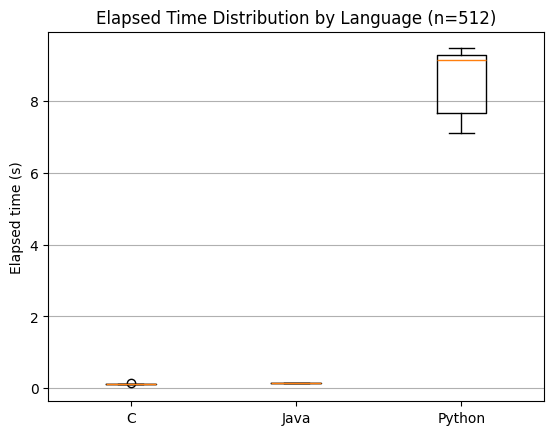 Elapsed Time Distribution by Language (n=512)
Elapsed time (s)
8
6
4
2
0
C
Java
Python